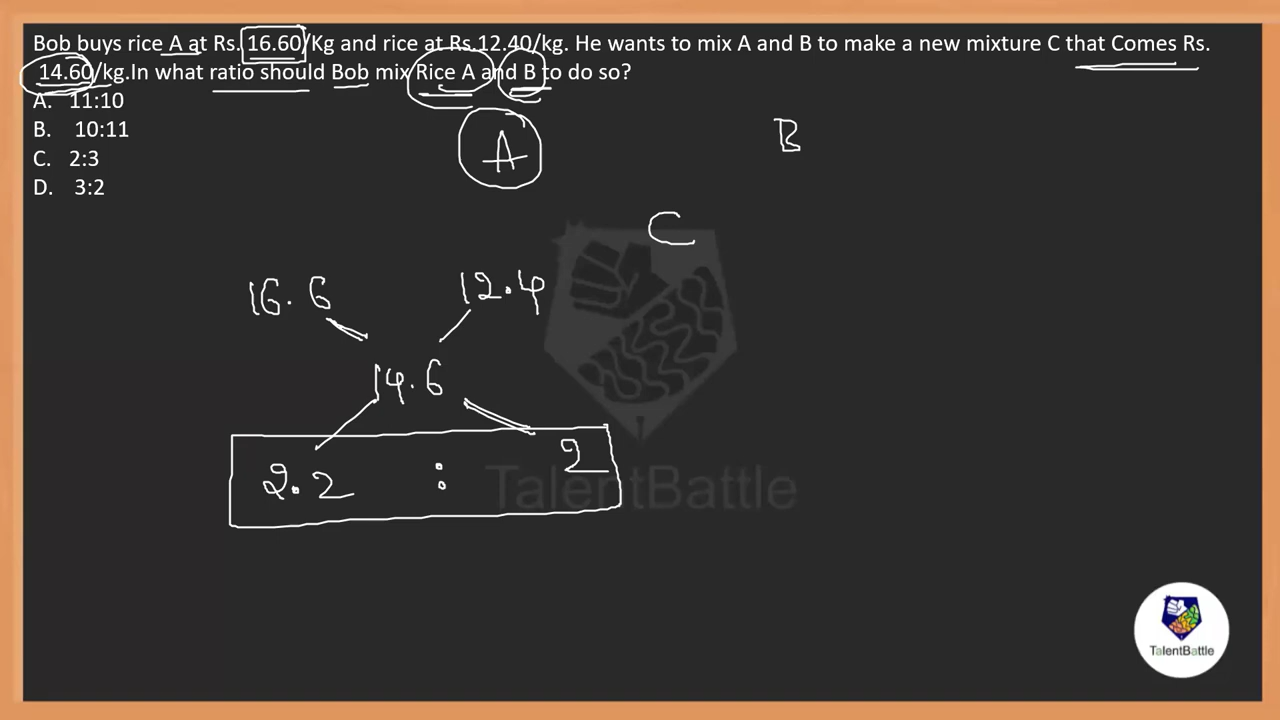 Bob buys rice A at Rs. 16.60/Kg and rice at Rs.12.40/kg. He wants to mix A and B to make a new mixture C that Comes Rs.
14.60/kg.In what ratio should Bob mix Rice A and B to do so?
A. 11:10
B. 10:11
C. 2:3
D. 3:2
A
B
C
16.6 12.4
14.6
2.2 : 2
TalentBattle
TalentBattle